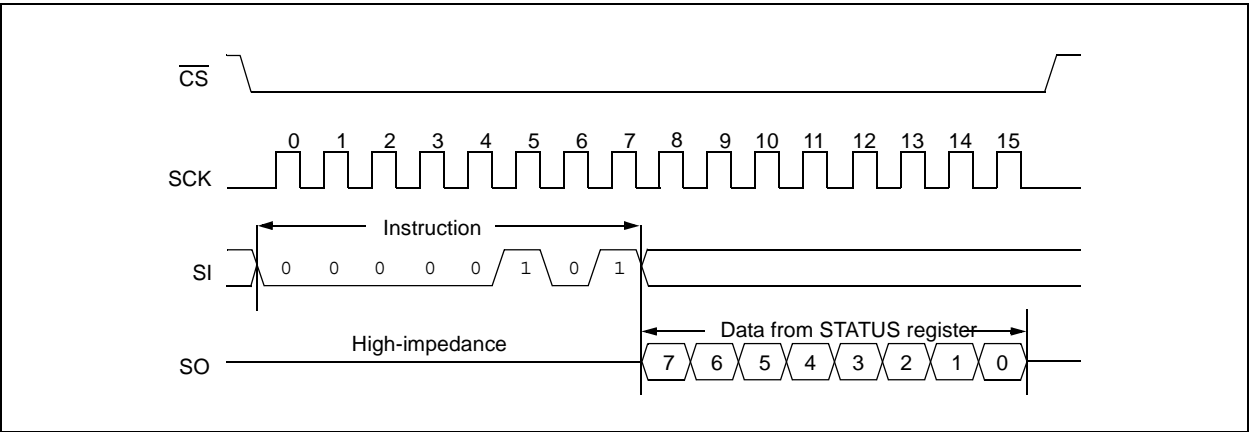 CS
0 1 2 3 4 5 6 7 8 9 10 11 12 13 14 15
SCK
Instruction
SI 0 0 0 0 0 1 0 1
Data from STATUS register
High-impedance
SO 7 6 5 4 3 2 1 0